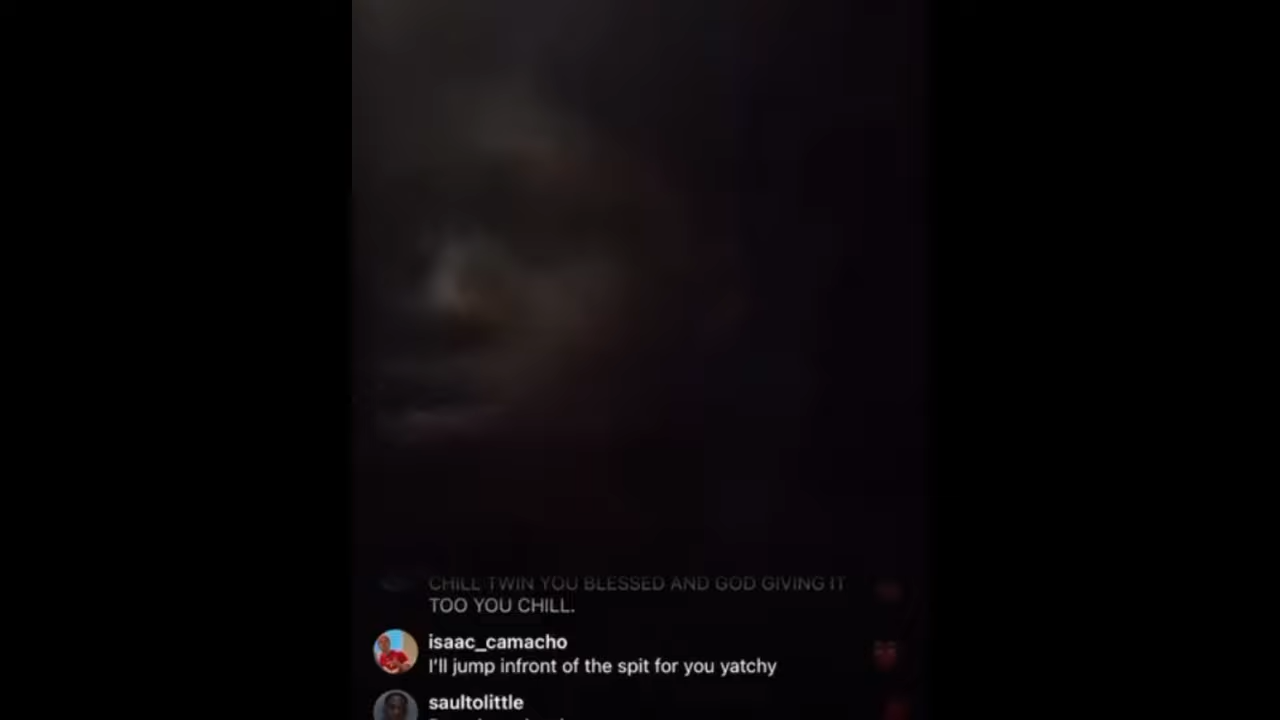 CHILL TWIN YOU BLESSED AND GOD GIVING IT
TOO YOU CHILL.
isaac_camacho
I'll jump infront of the spit for you yatchy
saultolittle